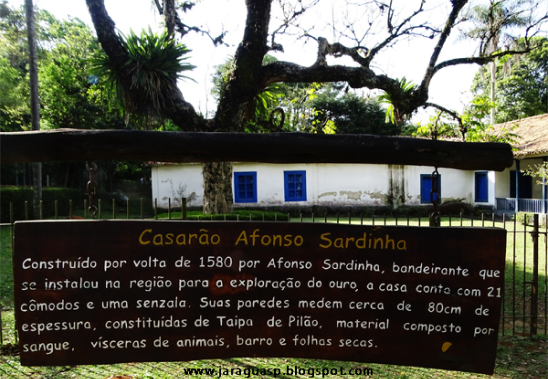 Casarão Afonso Sardinha
Construído por volta de 1580 por Afonso Sardinha, bandeirante que
se instalou na região para a exploração do ouro, a casa conta com 21
cômodos e uma senzala. Suas paredes medem cerca de 80cm de
espessura, constituídas de Taipa de Pilão, material composto por
sangue, vísceras de animais, barro e folhas secas.
www.jaraguasp.blogspot.com